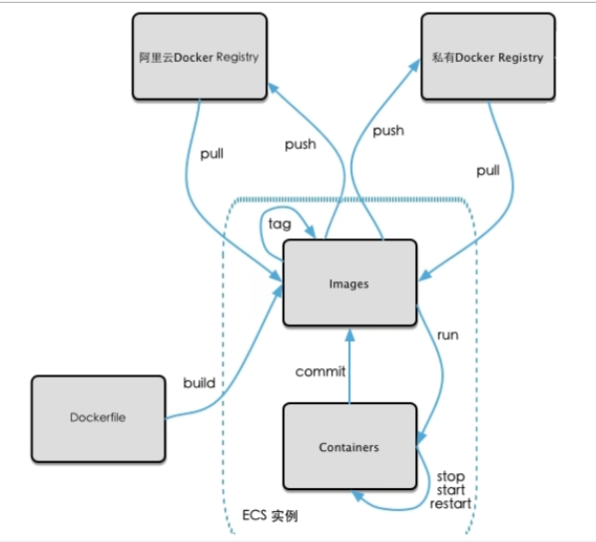 阿里云Docker Registry
私有Docker Registry
pull
push
push
pull
tag
Images
run
build
commit
Dockerfile
Containers
stop
start
restart
ECS 实例